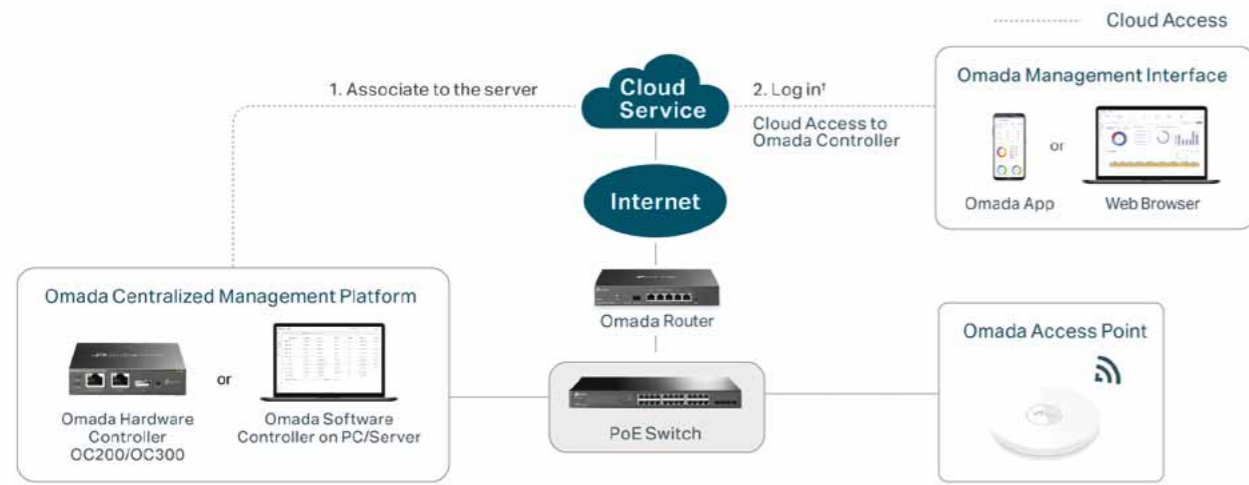 Cloud Access
Omada Management Interface
1. Associate to the server
Cloud
Service
2. Log in†
Cloud Access to
Omada Controller
or
Omada App
Web Browser
Internet
Omada Centralized Management Platform
Omada Router
Omada Access Point
or
Omada Hardware
Controller
OC200/OC300
Omada Software
Controller on PC/Server
PoE Switch